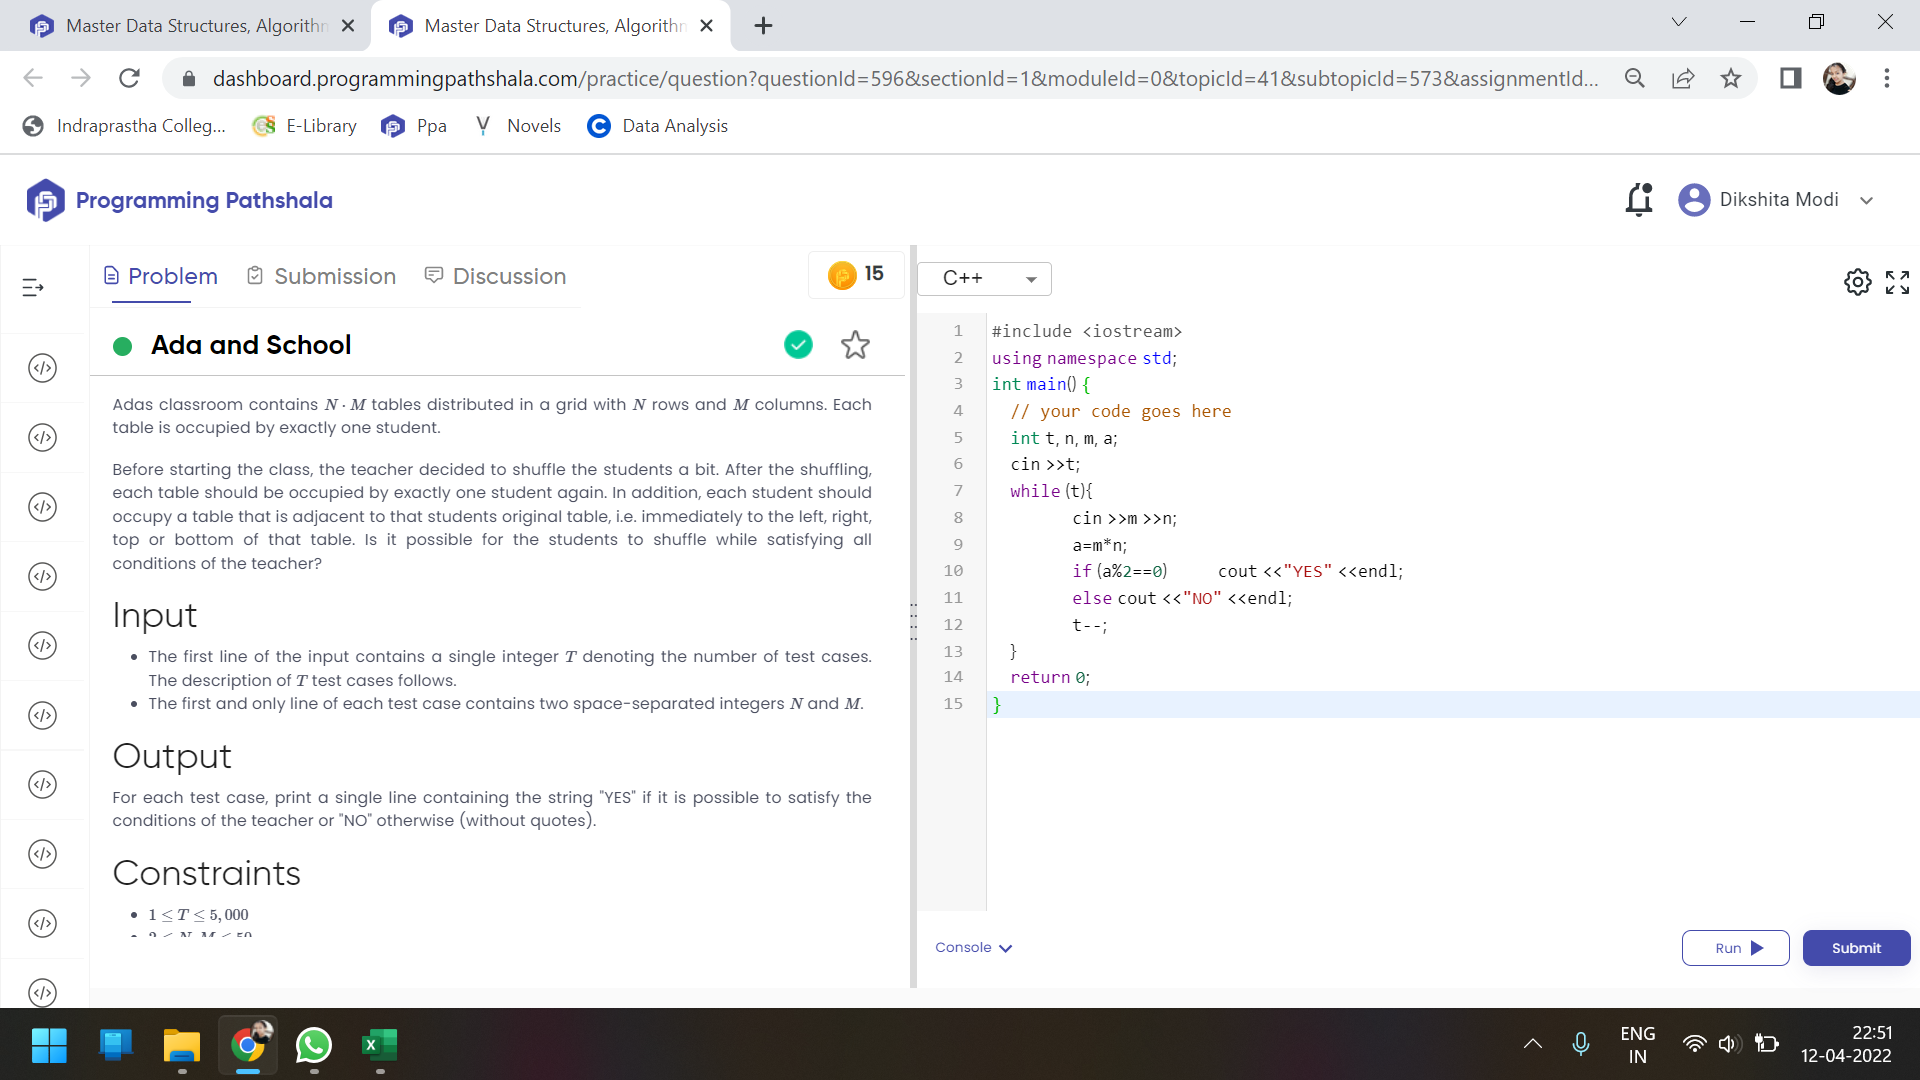 Master Data Structures, Algorithm
Master Data Structures, Algorithm
dashboard.programmingpathshala.com/practice/question?questionId=596&sectionId=1&moduleId=0&topicId=41&subtopicId=573&assignmentId...
Indraprastha Colleg...
E-Library
Ppa
Novels
Data Analysis
Programming Pathshala
Dikshita Modi
Problem
Submission
Discussion
15
Ada and School
Adas classroom contains N · M tables distributed in a grid with N rows and M columns. Each
table is occupied by exactly one student.
Before starting the class, the teacher decided to shuffle the students a bit. After the shuffling,
each table should be occupied by exactly one student again. In addition, each student should
occupy a table that is adjacent to that students original table, i.e. immediately to the left, right,
top or bottom of that table. Is it possible for the students to shuffle while satisfying all
conditions of the teacher?
Input
• The first line of the input contains a single integer T denoting the number of test cases.
The description of T test cases follows.
• The first and only line of each test case contains two space-separated integers N and M.
Output
For each test case, print a single line containing the string "YES" if it is possible to satisfy the
conditions of the teacher or "NO" otherwise (without quotes).
Constraints
• 1 ≤ T ≤ 5,000
• 2 ≤ N, M ≤ 50
C++
1 #include <iostream>
2 using namespace std;
3 int main() {
4 // your code goes here
5 int t, n, m, a;
6 cin >>t;
7 while (t){
8 cin >>m >>n;
9 a=m*n;
10 if (a%2==0) cout <<"YES" <<endl;
11 else cout <<"NO" <<endl;
12 t--;
13 }
14 return 0;
15 }
Console
Run
Submit
ENG
IN
22:51
12-04-2022